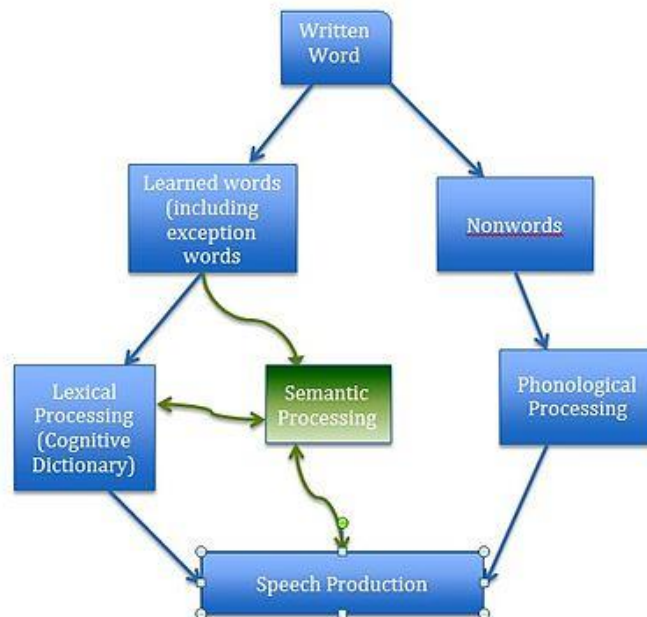 Written
Word
Learned words
(including
exception
words
Nonwords
Lexical
Processing
(Cognitive
Dictionary)
Semantic
Processing
Phonological
Processing
Speech Production